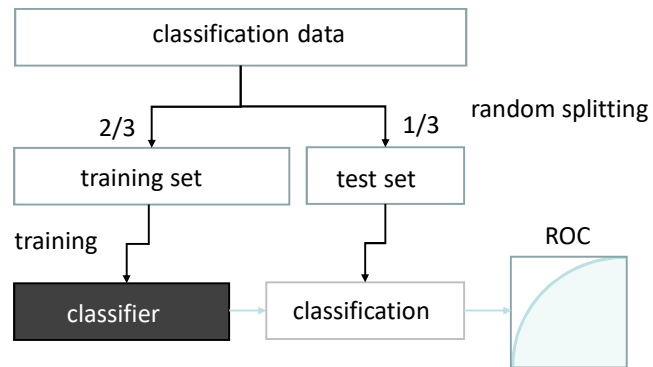 classification data
2/3
1/3
random splitting
training set
test set
training
ROC
classifier
classification